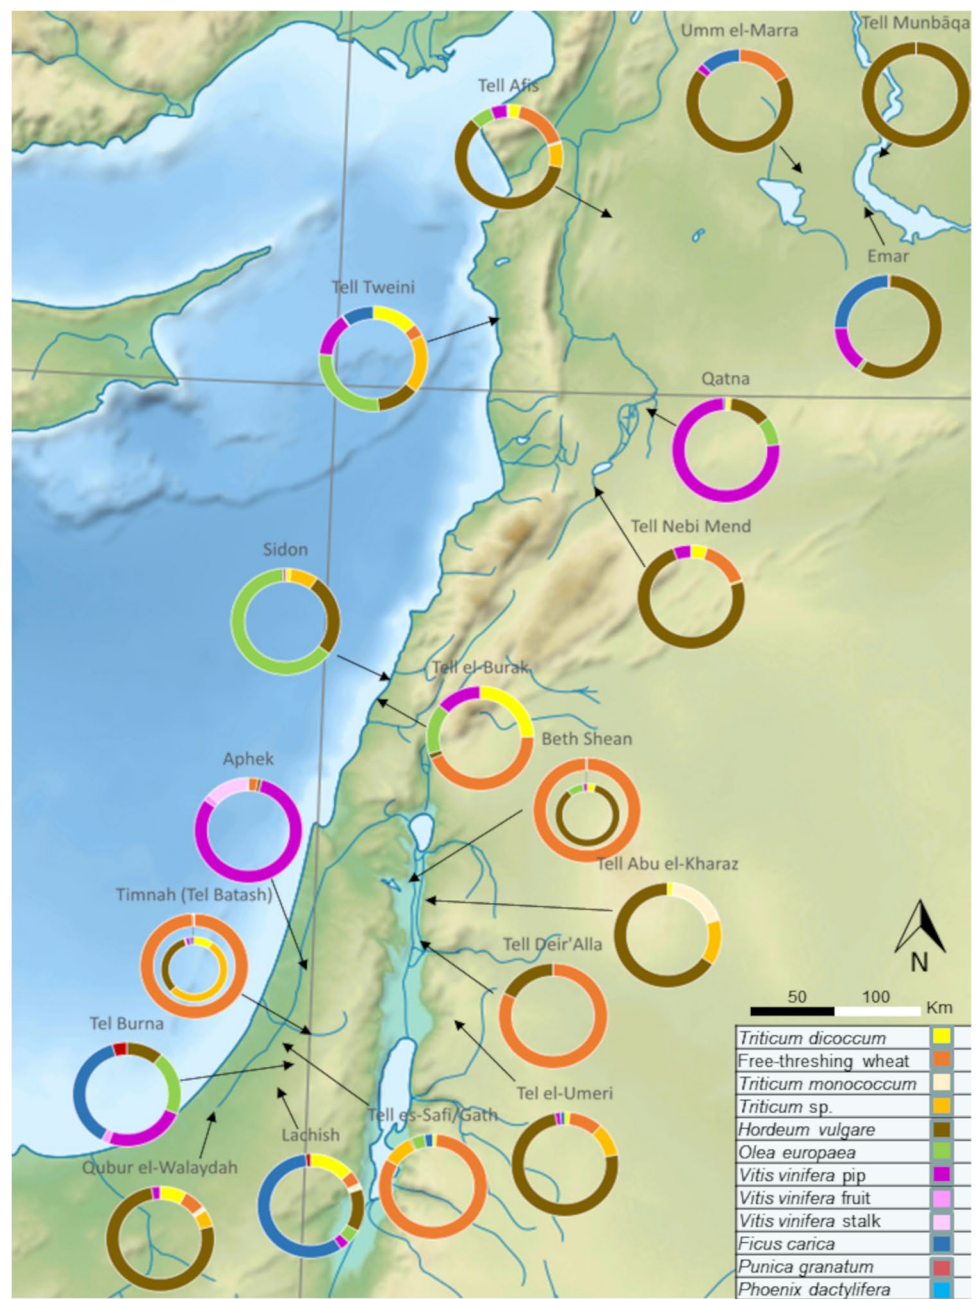 Umm el-Marra
Tell Munbāqa
Tell Afis
Emar
Tell Tweini
Qatna
Tell Nebi Mend
Sidon
Tell el-Burak
Beth Shean
Aphek
Tell Abu el-Kharaz
Timnah (Tel Batash)
Tell Deir'Alla
N
50 100 Km
Tel Burna
Tel el-Umeri
Tell es-Safi/Gath
Lachish
Qubur el-Walaydah
Triticum dicoccum
Free-threshing wheat
Triticum monococcum
Triticum sp.
Hordeum vulgare
Olea europaea
Vitis vinifera pip
Vitis vinifera fruit
Vitis vinifera stalk
Ficus carica
Punica granatum
Phoenix dactylifera